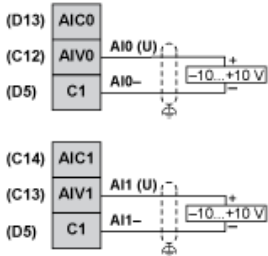 (D13) AIC0
(C12) AIV0 AI0 (U) +
–10...+10 V
(D5) C1 AI0– –
(C14) AIC1
(C13) AIV1 AI1 (U) +
–10...+10 V
(D5) C1 AI1– –